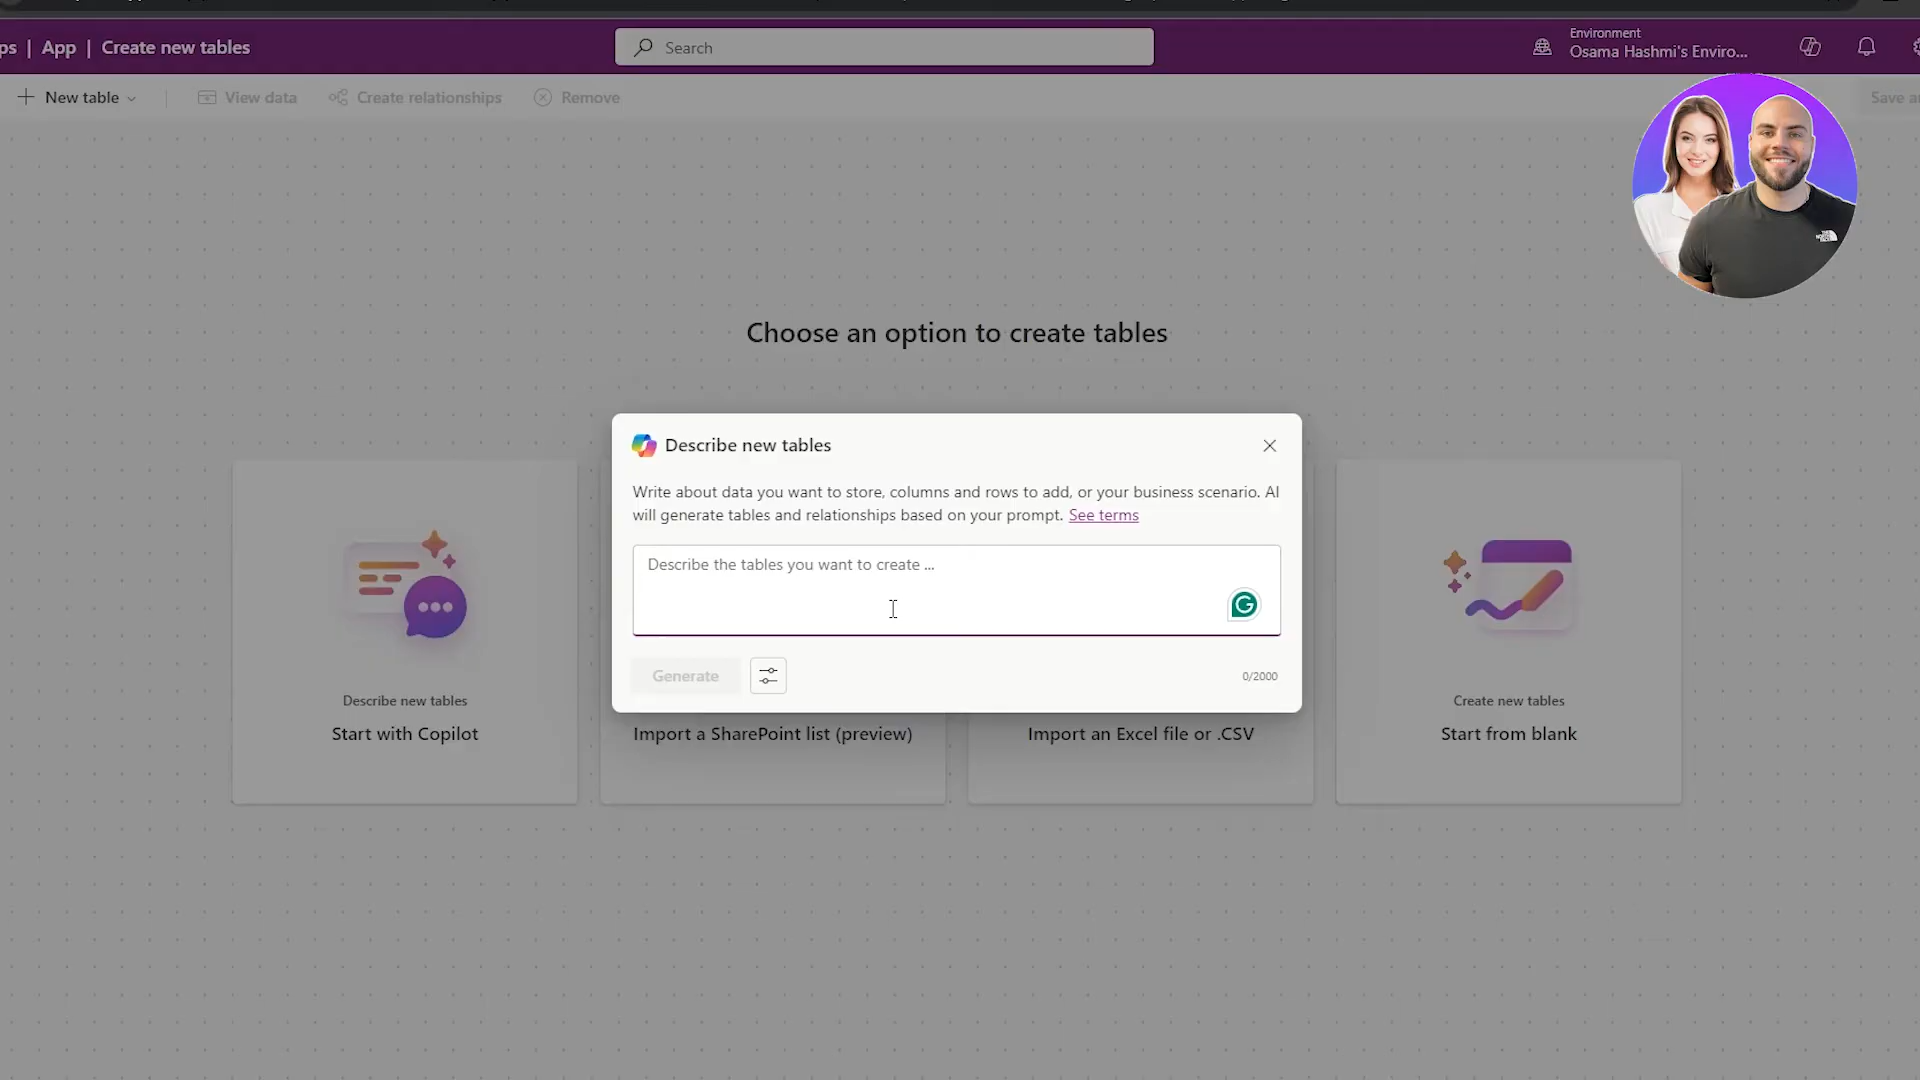 ps | App | Create new tables
Search
Environment
Osama Hashmi's Enviro...
New table
View data
Create relationships
Remove
Save
Choose an option to create tables
Describe new tables
Write about data you want to store, columns and rows to add, or your business scenario. AI
will generate tables and relationships based on your prompt. See terms
Describe the tables you want to create ...
Generate
0/2000
Describe new tables
Start with Copilot
Import a SharePoint list (preview)
Import an Excel file or .CSV
Create new tables
Start from blank